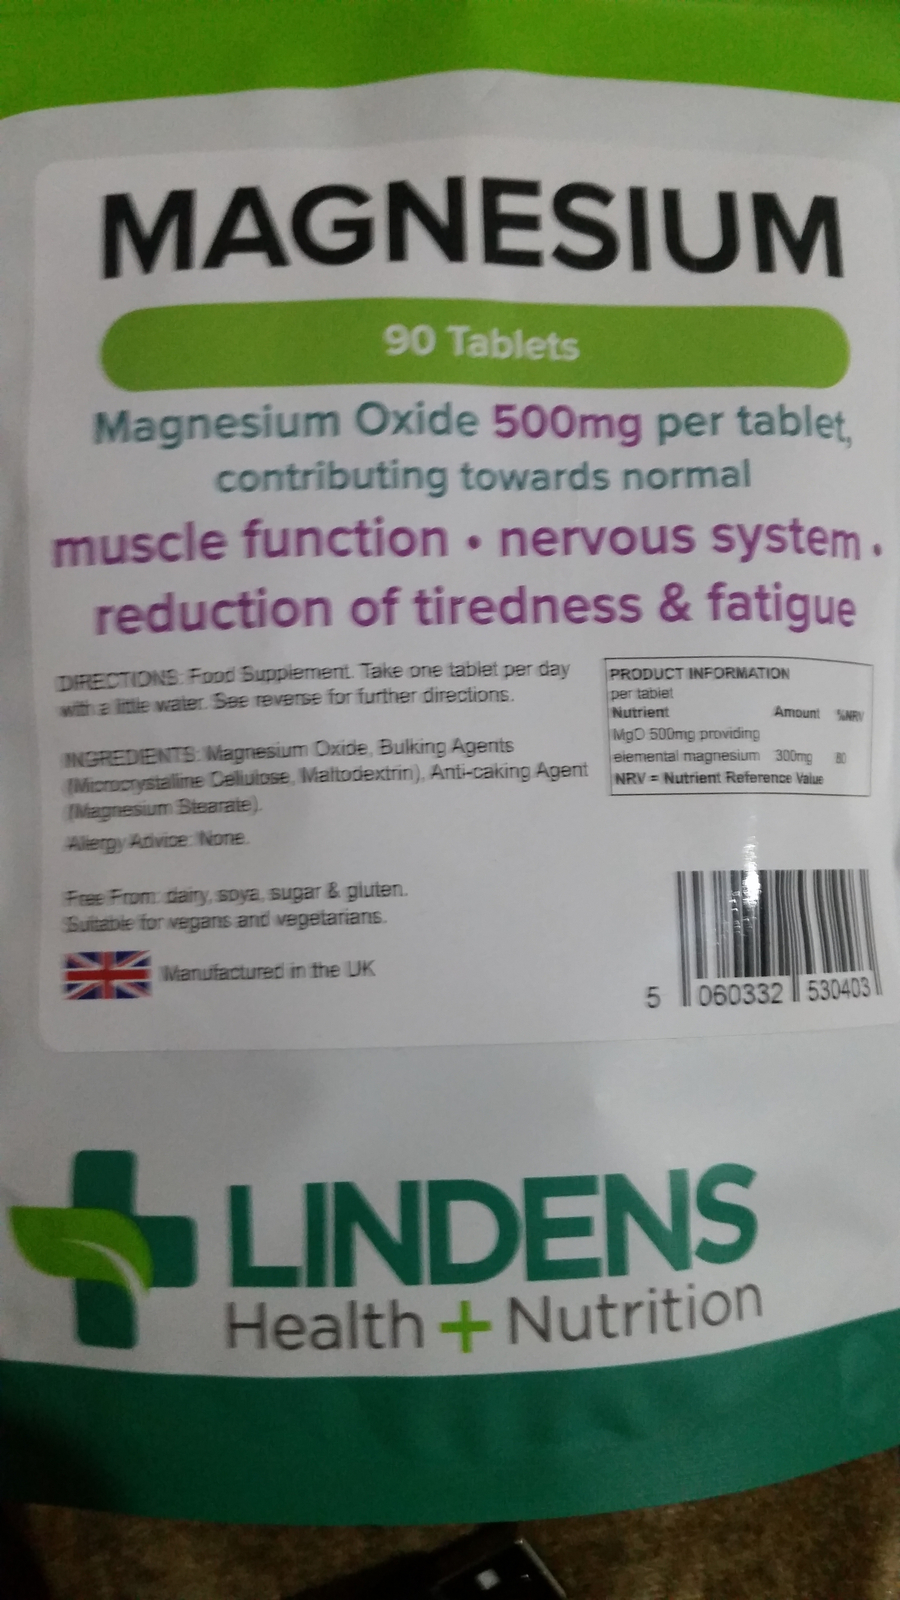 MAGNESIUM
90 Tablets
Magnesium Oxide 500mg per tablet,
contributing towards normal
muscle function • nervous system •
reduction of tiredness & fatigue
DIRECTIONS: Food Supplement. Take one tablet per day
with a little water. See reverse for further directions.
INGREDIENTS: Magnesium Oxide, Bulking Agents
(Microcrystalline Cellulose, Maltodextrin), Anti-caking Agent
(Magnesium Stearate).
Allergy Advice: None.
Free From: dairy, soya, sugar & gluten.
Suitable for vegans and vegetarians.
Manufactured in the UK
PRODUCT INFORMATION
per tablet
Nutrient Amount %NRV
MgO 500mg providing
elemental magnesium 300mg 80
NRV = Nutrient Reference Value
5 060332 530403
LINDENS
Health + Nutrition